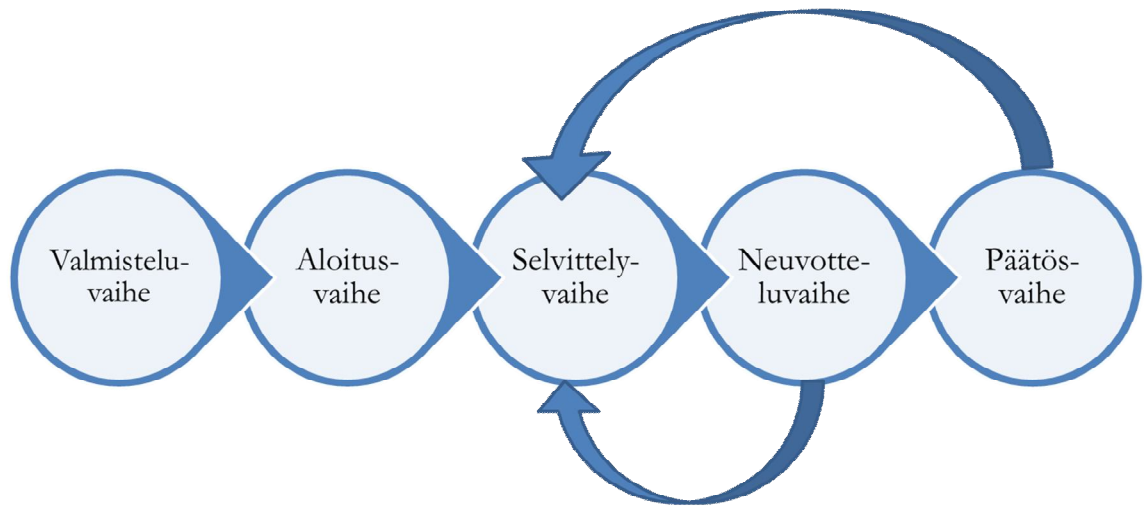 Valmistelu-
vaihe
Aloitus-
vaihe
Selvittely-
vaihe
Neuvotte-
luvaihe
Päätös-
vaihe